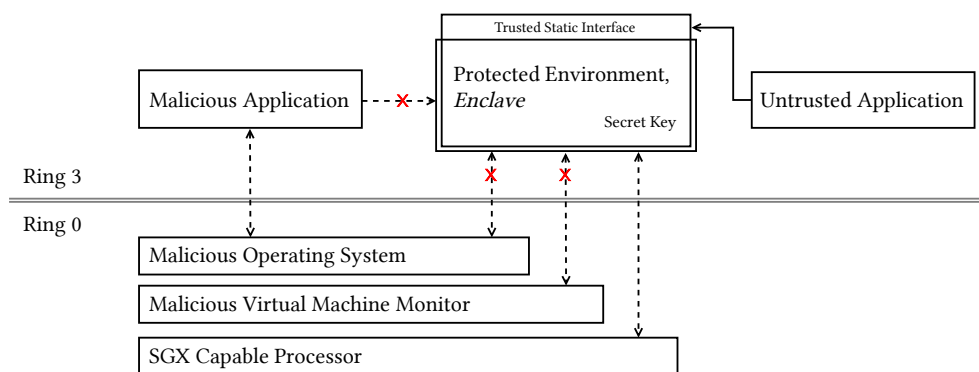 Trusted Static Interface
Protected Environment,
Enclave
Secret Key
Malicious Application
Untrusted Application
Ring 3
Ring 0
Malicious Operating System
Malicious Virtual Machine Monitor
SGX Capable Processor